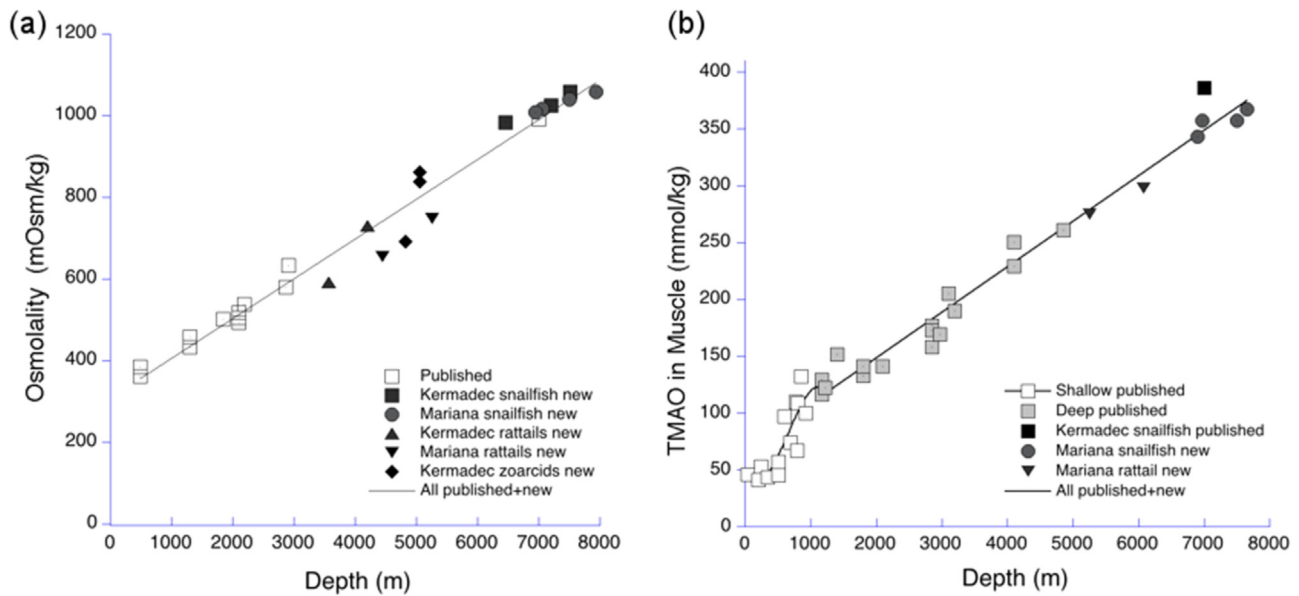 (a)
Osmolality (mOsm/kg)
1200
1000
800
600
400
200
0
0 1000 2000 3000 4000 5000 6000 7000 8000
Depth (m)
Published
Kermadec snailfish new
Mariana snailfish new
Kermadec rattails new
Mariana rattails new
Kermadec zoarcids new
All published+new
(b)
TMAO in Muscle (mmol/kg)
400
350
300
250
200
150
100
50
0
0 1000 2000 3000 4000 5000 6000 7000 8000
Depth (m)
Shallow published
Deep published
Kermadec snailfish published
Mariana snailfish new
Mariana rattail new
All published+new